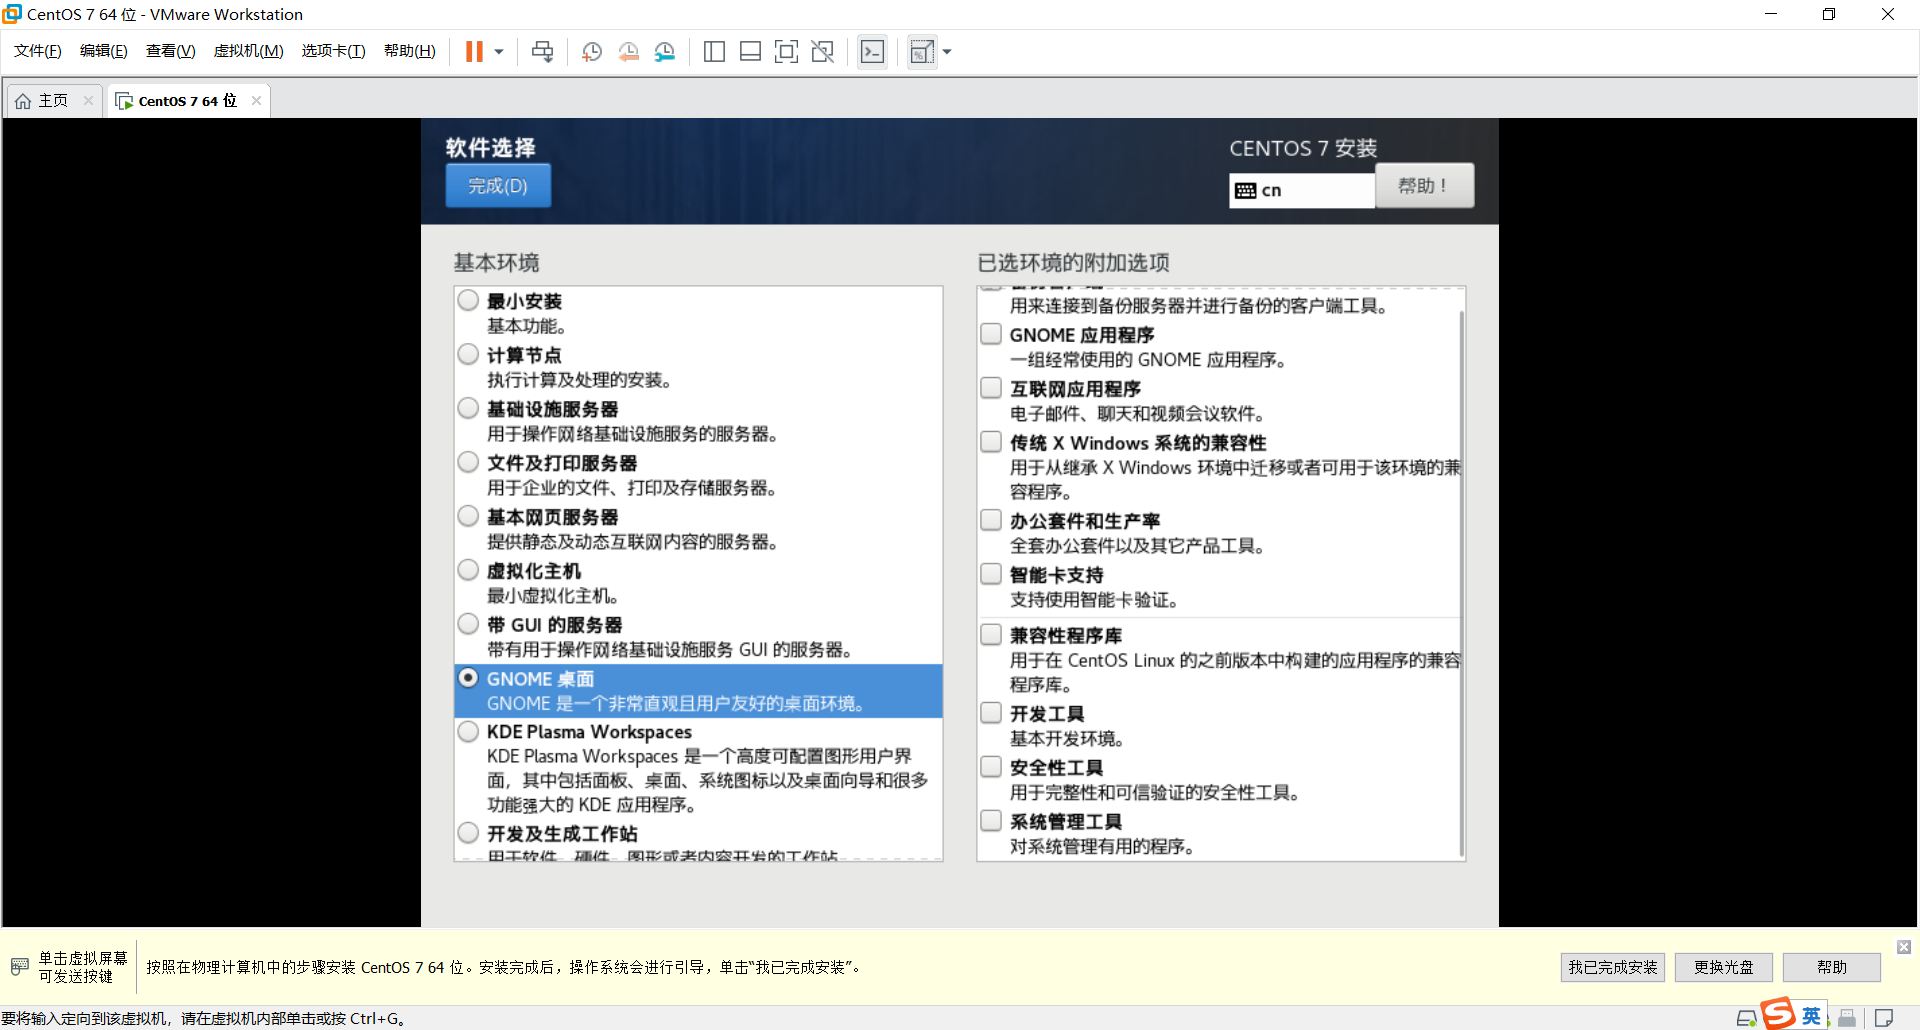 CentOS 7 64 位 - VMware Workstation
文件(F) 编辑(E) 查看(V) 虚拟机(M) 选项卡(T) 帮助(H)
主页 CentOS 7 64 位
软件选择
完成(D)
CENTOS 7 安装
cn
帮助！
基本环境
最小安装
基本功能。
计算节点
执行计算及处理的安装。
基础设施服务器
用于操作网络基础设施服务的服务器。
文件及打印服务器
用于企业的文件、打印及存储服务器。
基本网页服务器
提供静态及动态互联网内容的服务器。
虚拟化主机
最小虚拟化主机。
带 GUI 的服务器
带有用于操作网络基础设施服务 GUI 的服务器。
GNOME 桌面
GNOME 是一个非常直观且用户友好的桌面环境。
KDE Plasma Workspaces
KDE Plasma Workspaces 是一个高度可配置图形用户界
面，其中包括面板、桌面、系统图标以及桌面向导和很多
功能强大的 KDE 应用程序。
开发及生成工作站
用于软件、硬件、图形或者内容开发的工作站
已选环境的附加选项
用来连接到备份服务器并进行备份的客户端工具。
GNOME 应用程序
一组经常使用的 GNOME 应用程序。
互联网应用程序
电子邮件、聊天和视频会议软件。
传统 X Windows 系统的兼容性
用于从继承 X Windows 环境中迁移或者可用于该环境的兼
容程序。
办公套件和生产率
全套办公套件以及其它产品工具。
智能卡支持
支持使用智能卡验证。
兼容性程序库
用于在 CentOS Linux 的之前版本中构建的应用程序的兼容
程序库。
开发工具
基本开发环境。
安全性工具
用于完整性和可信验证的安全性工具。
系统管理工具
对系统管理有用的程序。
单击虚拟屏幕
可发送按键
按照在物理计算机中的步骤安装 CentOS 7 64 位。安装完成后，操作系统会进行引导，单击“我已完成安装”。
我已完成安装 更换光盘 帮助
要将输入定向到该虚拟机，请在虚拟机内部单击或按 Ctrl+G。
英